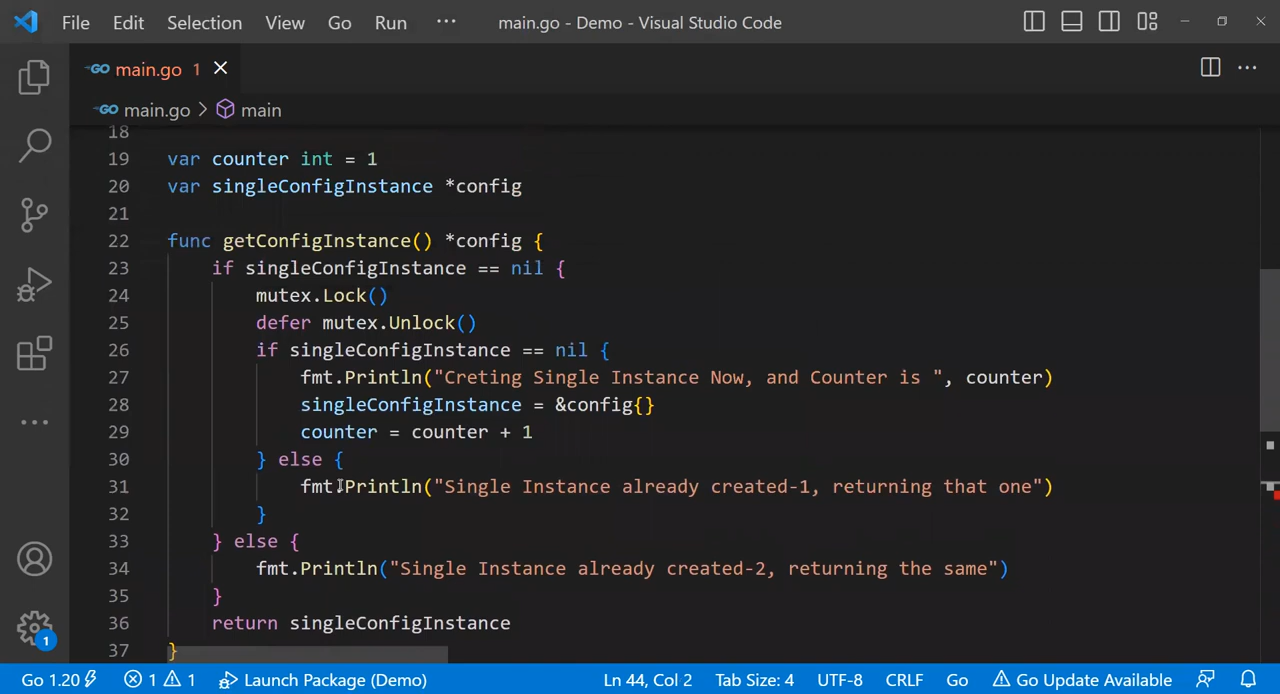 File Edit Selection View Go Run ··· main.go - Demo - Visual Studio Code
GO main.go 1
GO main.go > main
18
19 var counter int = 1
20 var singleConfigInstance *config
21
22 func getConfigInstance() *config {
23 if singleConfigInstance == nil {
24 mutex.Lock()
25 defer mutex.Unlock()
26 if singleConfigInstance == nil {
27 fmt.Println("Creting Single Instance Now, and Counter is ", counter)
28 singleConfigInstance = &config{}
29 counter = counter + 1
30 } else {
31 fmt.Println("Single Instance already created-1, returning that one")
32 }
33 } else {
34 fmt.Println("Single Instance already created-2, returning the same")
35 }
36 return singleConfigInstance
37 }
1
Go 1.20 1 1 Launch Package (Demo) Ln 44, Col 2 Tab Size: 4 UTF-8 CRLF Go Go Update Available